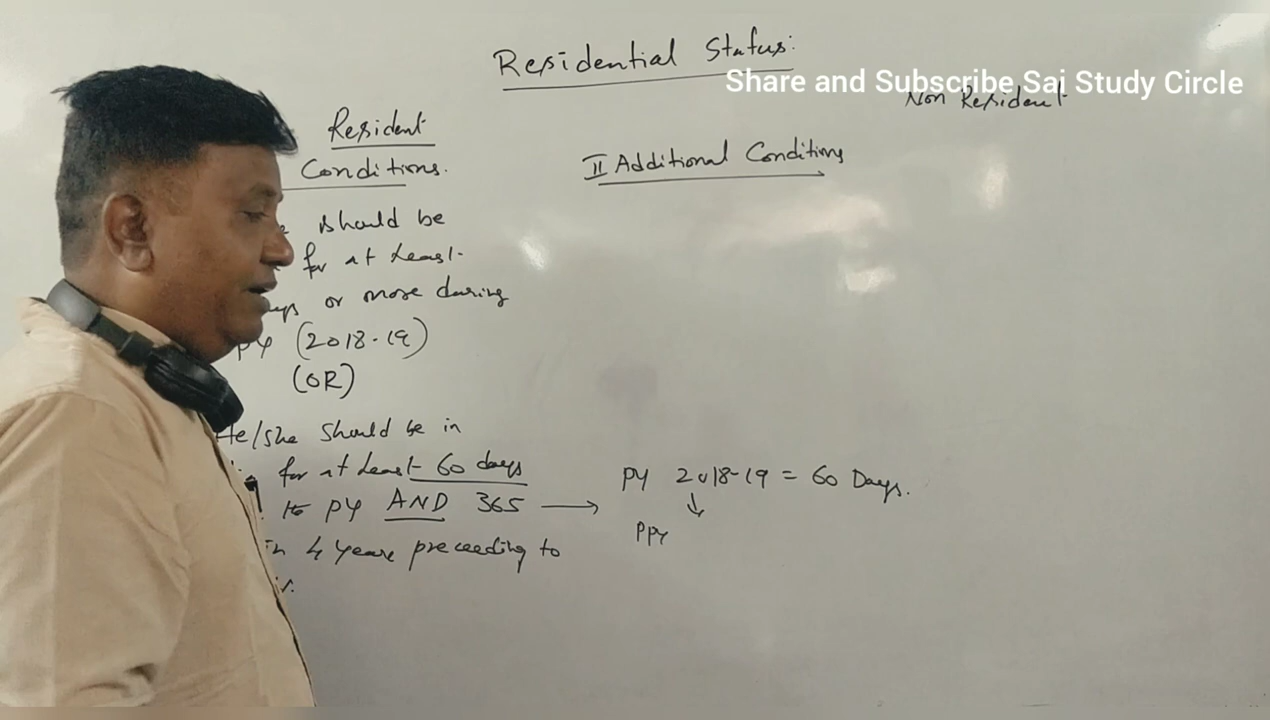 Residential Status:
Share and Subscribe Sai Study Circle
Non Resident
Resident
Conditions.
II Additional Conditions
should be
for at least
or more during
PY (2018-19)
(OR)
He/she should be in
for at least 60 days
PY AND 365 →
in 4 years preceeding to
PY 2018-19 = 60 Days.
↓
PPY